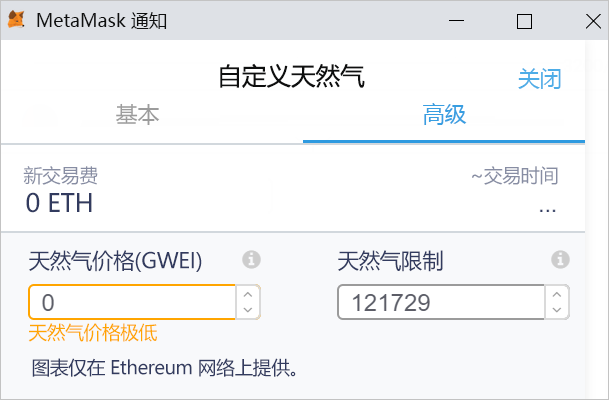 MetaMask 通知
自定义天然气
关闭
基本
高级
新交易费
~交易时间
0 ETH
...
天然气价格(GWEI)
天然气限制
0
121729
天然气价格极低
图表仅在 Ethereum 网络上提供。